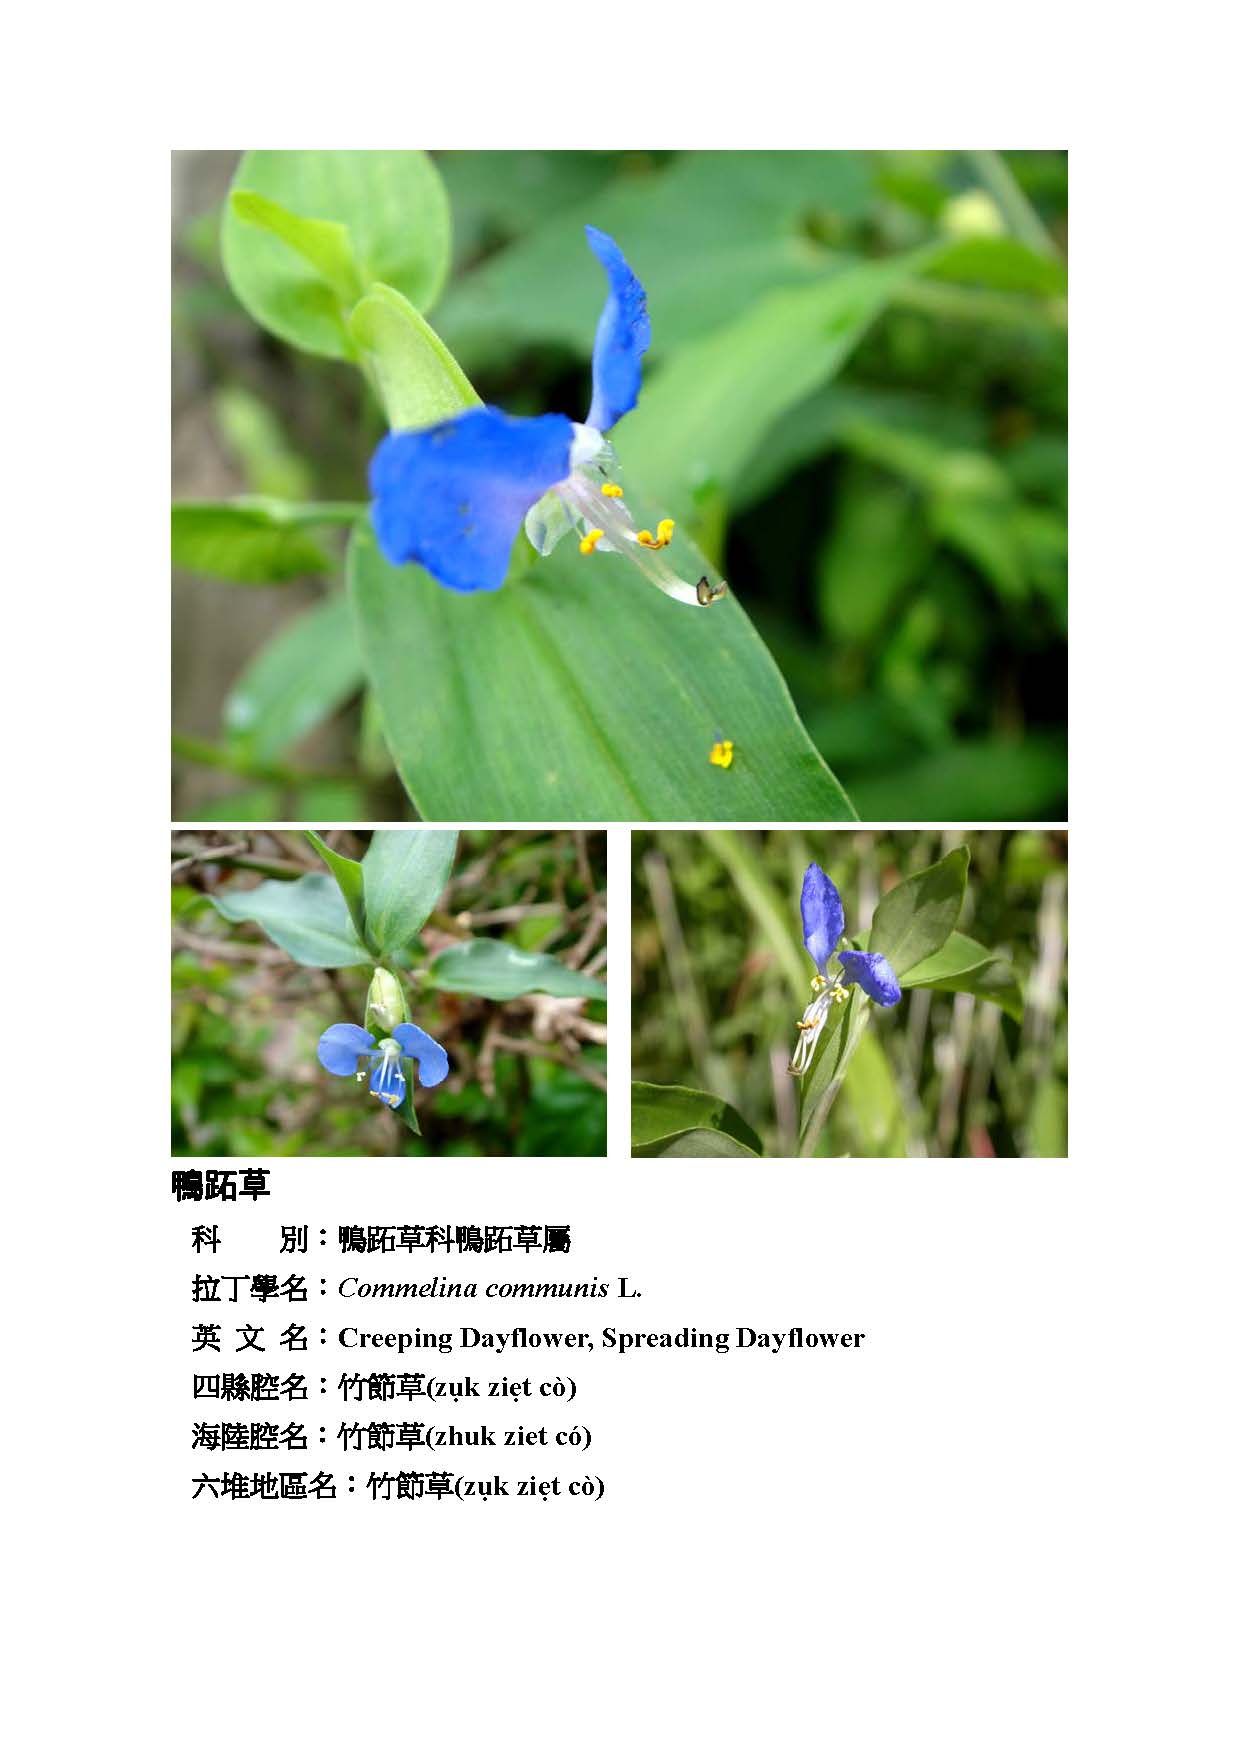 鴨跖草
科　　別：鴨跖草科鴨跖草屬
拉丁學名：Commelina communis L.
英 文 名：Creeping Dayflower, Spreading Dayflower
四縣腔名：竹節草(zụk ziẹt cò)
海陸腔名：竹節草(zhuk ziet có)
六堆地區名：竹節草(zụk ziẹt cò)